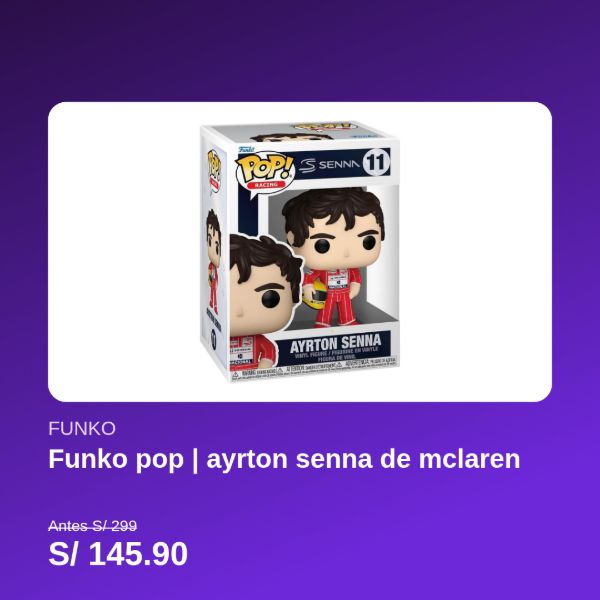 Funko
POP!
RACING
SENNA
11
AYRTON SENNA
VINYL FIGURE / FIGURINE EN VINYLE
FIGURA DE VINIL
FUNKO
Funko pop | ayrton senna de mclaren
Antes S/ 299
S/ 145.90